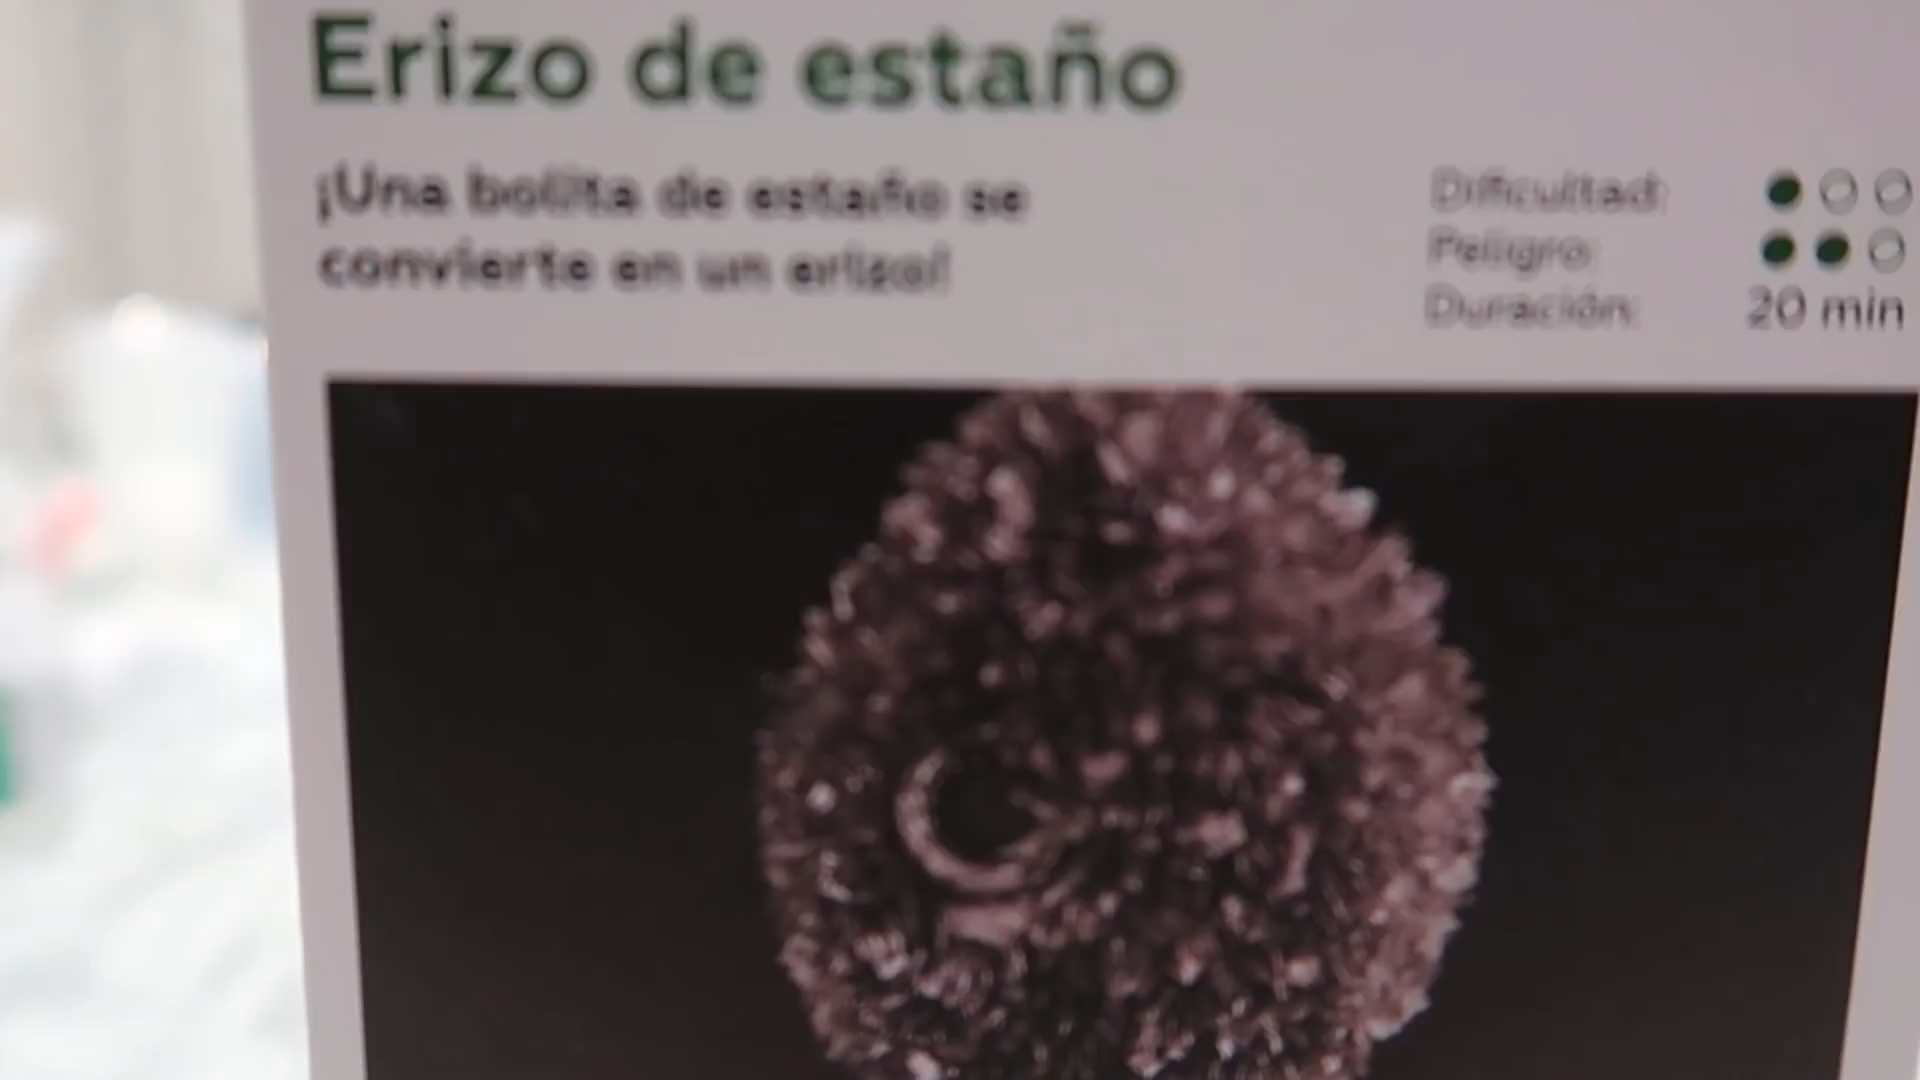 Erizo de estaño
¡Una bolita de estaño se
convierte en un erizo!
Dificultad:
Peligro:
Duración: 20 min